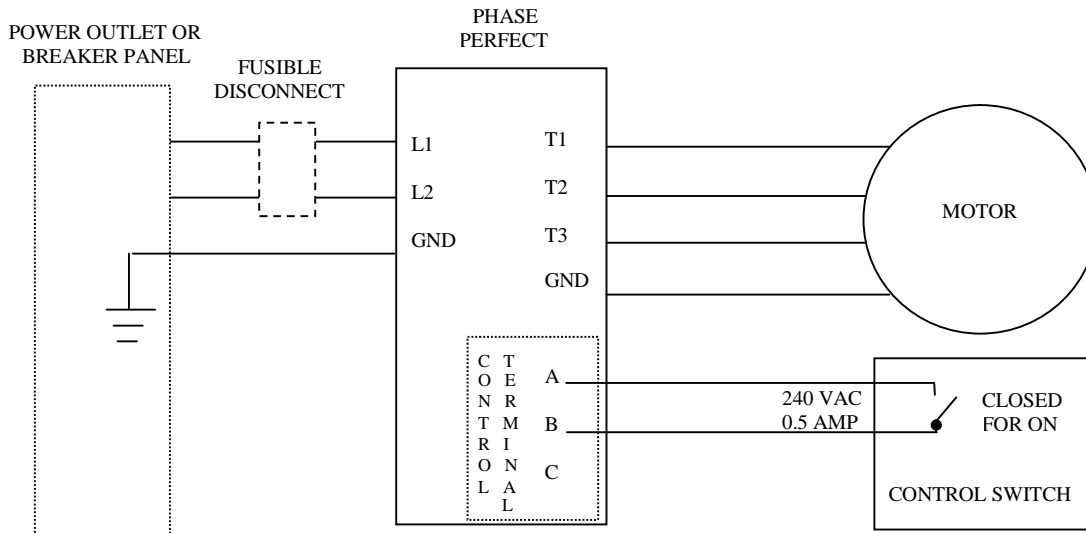 PHASE
PERFECT
POWER OUTLET OR
BREAKER PANEL
FUSIBLE
DISCONNECT
L1
L2
GND
T1
T2
T3
GND
MOTOR
CONTROL
TERMINAL
A
B
C
240 VAC
0.5 AMP
CLOSED
FOR ON
CONTROL SWITCH